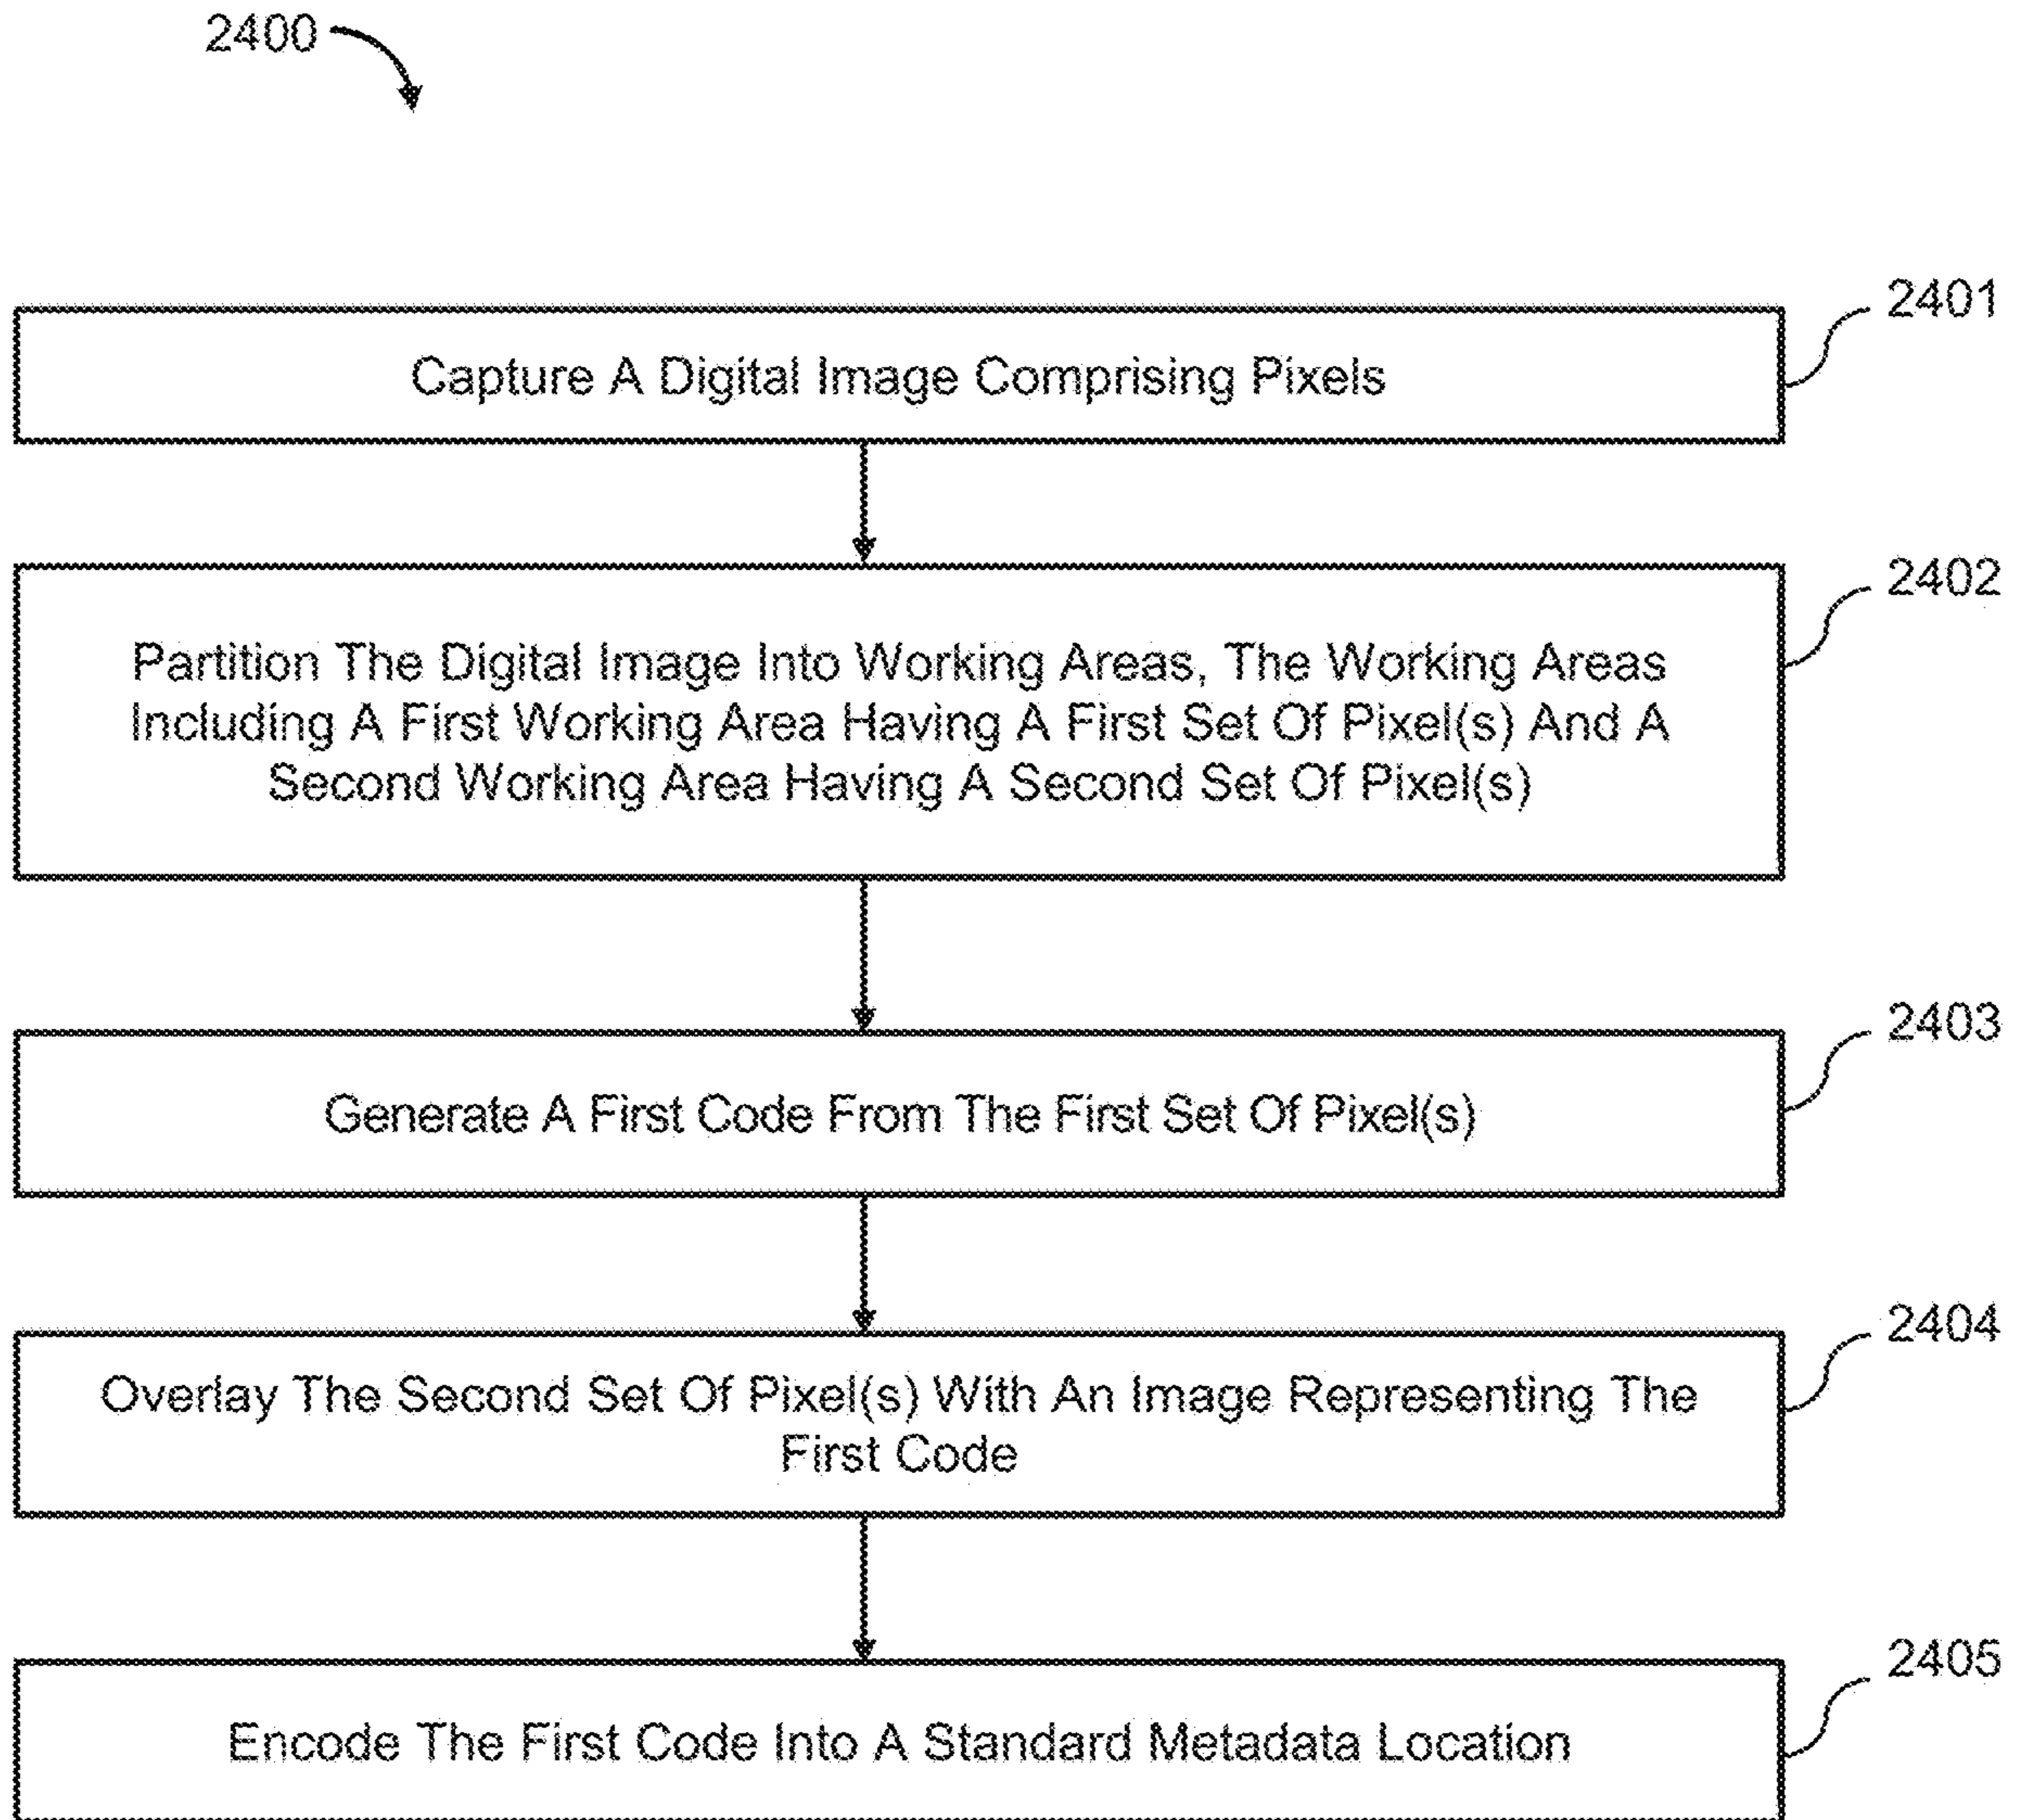 2400
2401
Capture A Digital Image Comprising Pixels
2402
Partition The Digital Image Into Working Areas, The Working Areas
Including A First Working Area Having A First Set Of Pixel(s) And A
Second Working Area Having A Second Set Of Pixel(s)
2403
Generate A First Code From The First Set Of Pixel(s)
2404
Overlay The Second Set Of Pixel(s) With An Image Representing The
First Code
2405
Encode The First Code Into A Standard Metadata Location